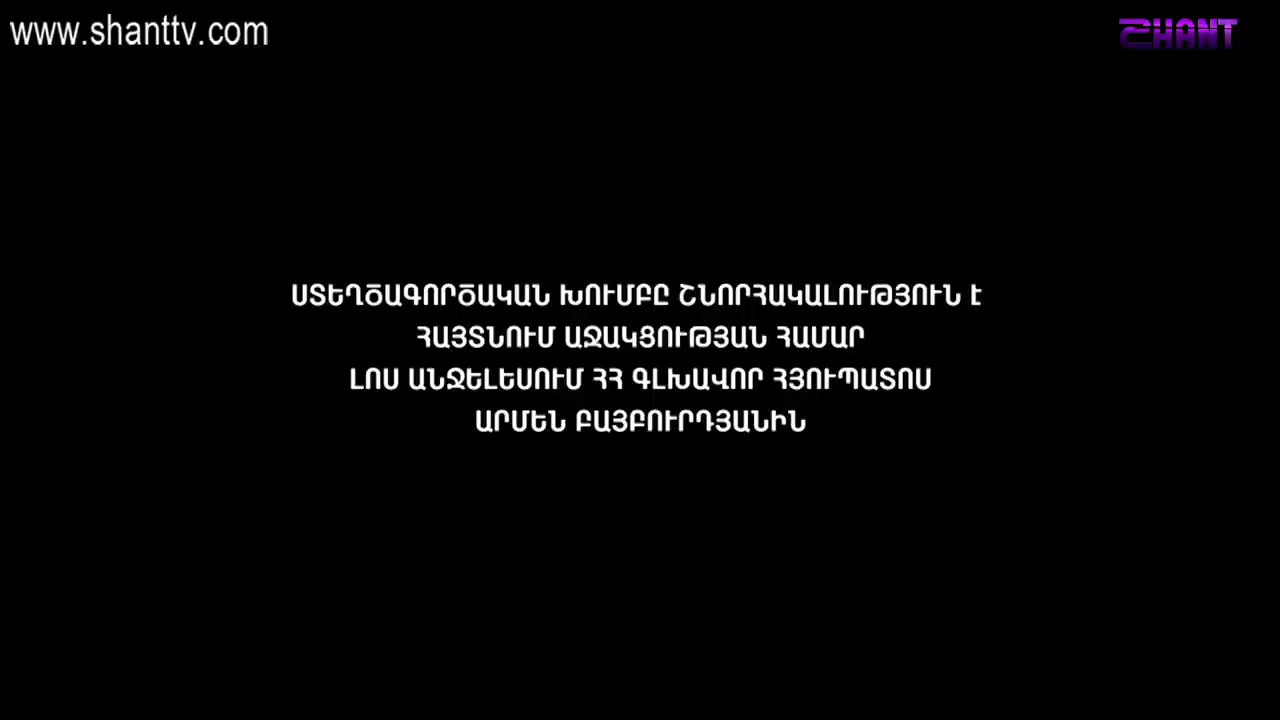 www.shanttv.com
SHANT
ՍՏԵՂԾԱԳՈՐԾԱԿԱՆ ԽՈՒՄԲԸ ՇՆՈՐՀԱԿԱԼՈՒԹՅՈՒՆ Է
ՀԱՅՏՆՈՒՄ ԱՋԱԿՑՈՒԹՅԱՆ ՀԱՄԱՐ
ԼՈՍ ԱՆՋԵԼԵՍՈՒՄ ՀՀ ԳԼԽԱՎՈՐ ՀՅՈՒՊԱՏՈՍ
ԱՐՄԵՆ ԲԱՅԲՈՒՐԴՅԱՆԻՆ